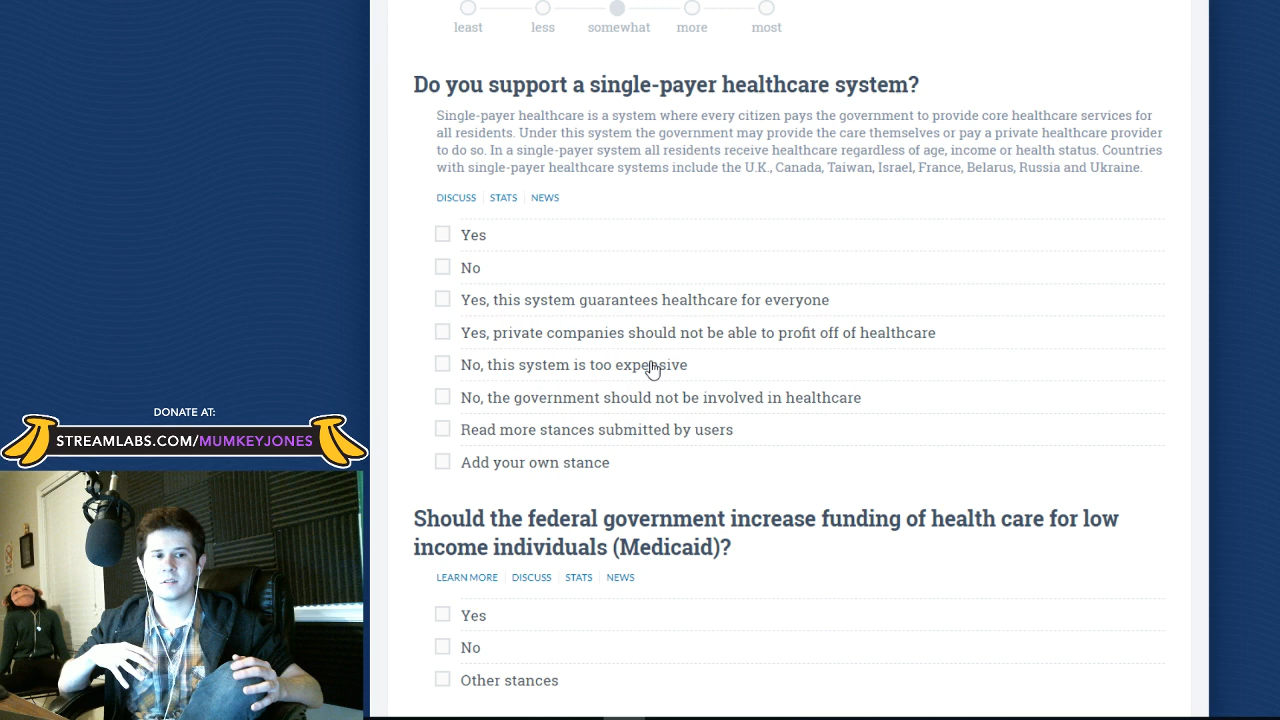 least less somewhat more most
Do you support a single-payer healthcare system?
Single-payer healthcare is a system where every citizen pays the government to provide core healthcare services for
all residents. Under this system the government may provide the care themselves or pay a private healthcare provider
to do so. In a single-payer system all residents receive healthcare regardless of age, income or health status. Countries
with single-payer healthcare systems include the U.K., Canada, Taiwan, Israel, France, Belarus, Russia and Ukraine.
DISCUSS STATS NEWS
Yes
No
Yes, this system guarantees healthcare for everyone
Yes, private companies should not be able to profit off of healthcare
No, this system is too expensive
No, the government should not be involved in healthcare
Read more stances submitted by users
Add your own stance
Should the federal government increase funding of health care for low
income individuals (Medicaid)?
LEARN MORE DISCUSS STATS NEWS
Yes
No
Other stances
DONATE AT:
STREAMLABS.COM/MUMKEYJONES